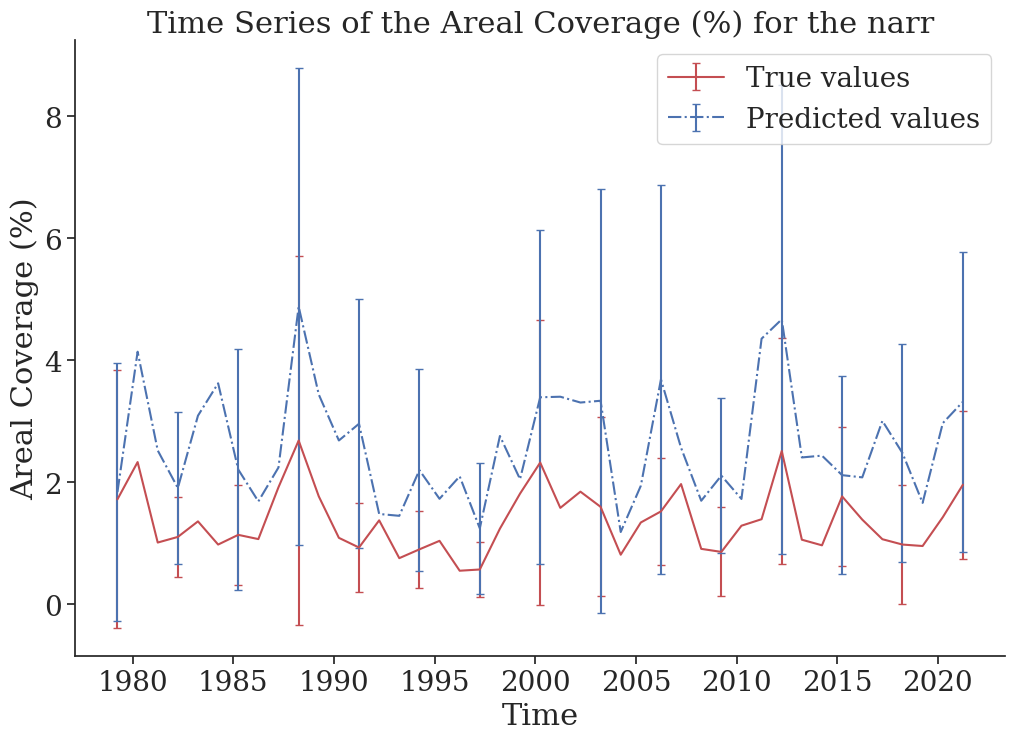 Time Series of the Areal Coverage (%) for the narr
True values
Predicted values
Areal Coverage (%)
8
6
4
2
0
1980 1985 1990 1995 2000 2005 2010 2015 2020
Time